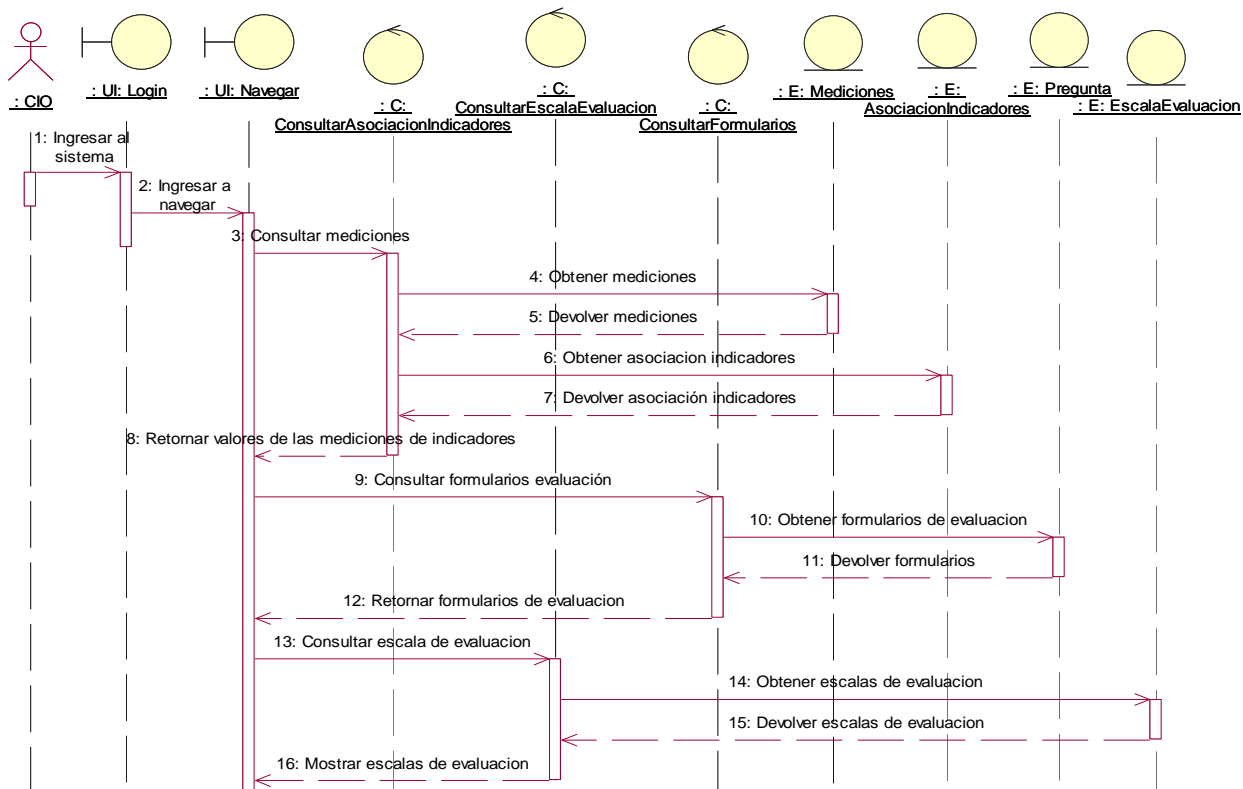 : CIO
: UI: Login
: UI: Navegar
: C:
ConsultarAsociacionIndicadores
: C:
ConsultarEscalaEvaluacion
: C:
ConsultarFormularios
: E: Mediciones
: E:
AsociacionIndicadores
: E: Pregunta
: E: EscalaEvaluacion
1: Ingresar al
sistema
2: Ingresar a
navegar
3: Consultar mediciones
4: Obtener mediciones
5: Devolver mediciones
6: Obtener asociacion indicadores
7: Devolver asociación indicadores
8: Retornar valores de las mediciones de indicadores
9: Consultar formularios evaluación
10: Obtener formularios de evaluacion
11: Devolver formularios
12: Retornar formularios de evaluacion
13: Consultar escala de evaluacion
14: Obtener escalas de evaluacion
15: Devolver escalas de evaluacion
16: Mostrar escalas de evaluacion